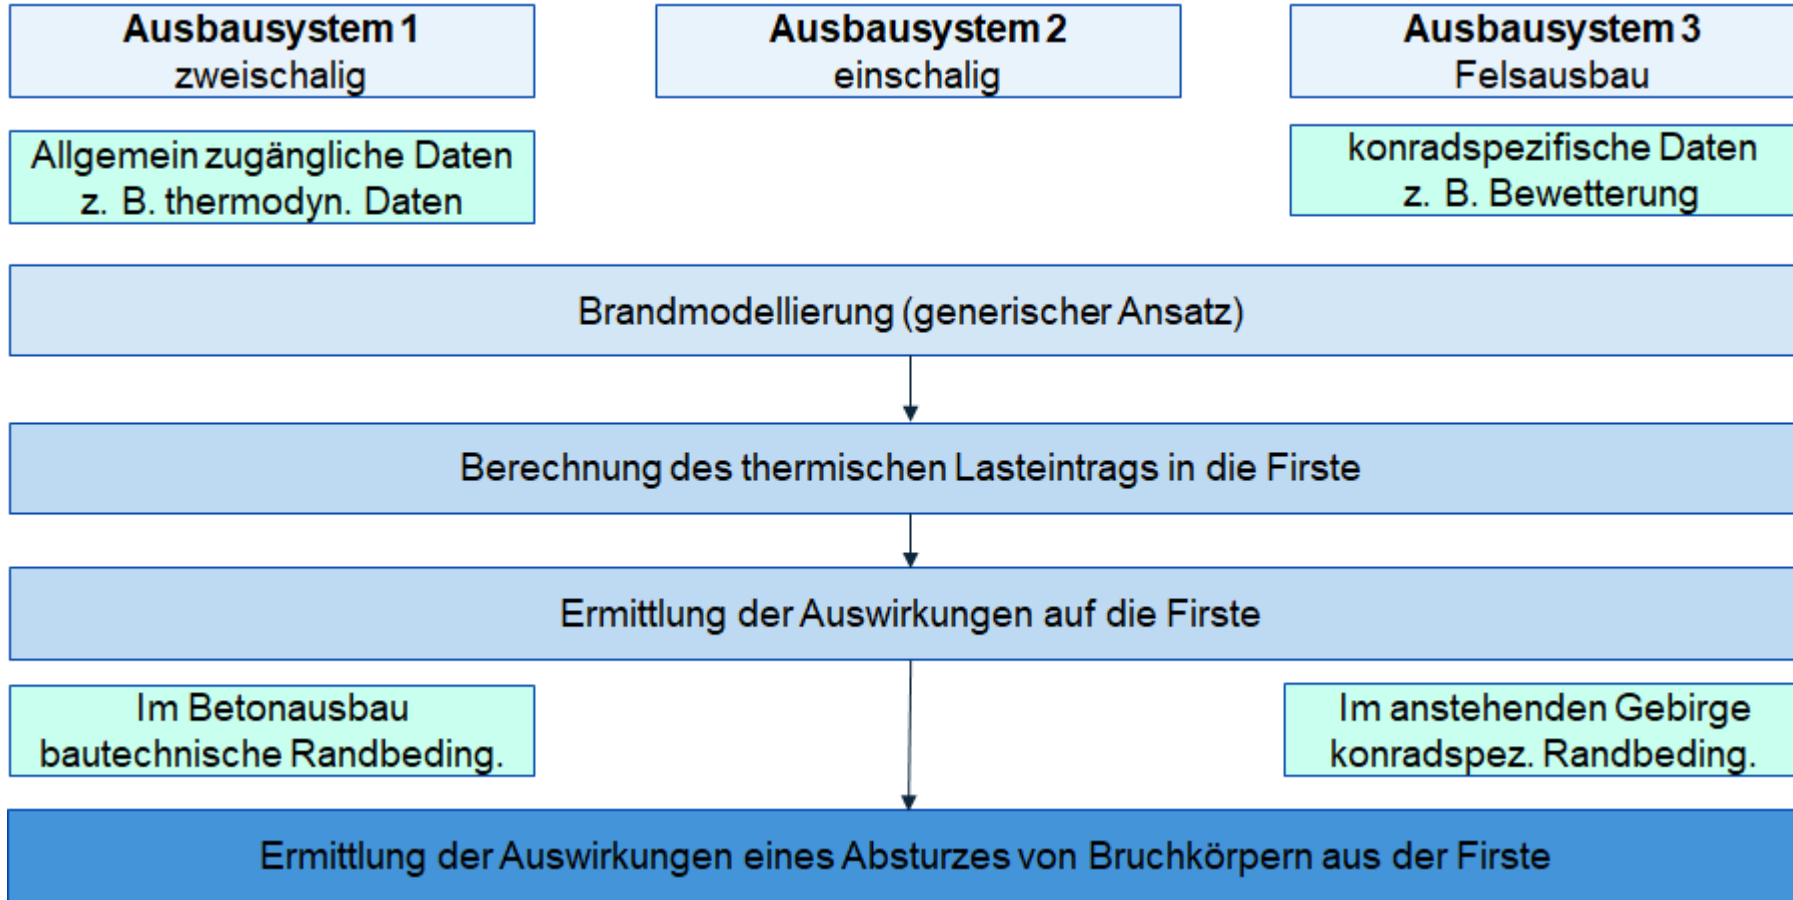 Ausbausystem 1
zweischalig
Ausbausystem 2
einschalig
Ausbausystem 3
Felsausbau
Allgemein zugängliche Daten
z. B. thermodyn. Daten
konradspezifische Daten
z. B. Bewetterung
Brandmodellierung (generischer Ansatz)
Berechnung des thermischen Lasteintrags in die Firste
Ermittlung der Auswirkungen auf die Firste
Im Betonausbau
bautechnische Randbeding.
Im anstehenden Gebirge
konradspez. Randbeding.
Ermittlung der Auswirkungen eines Absturzes von Bruchkörpern aus der Firste